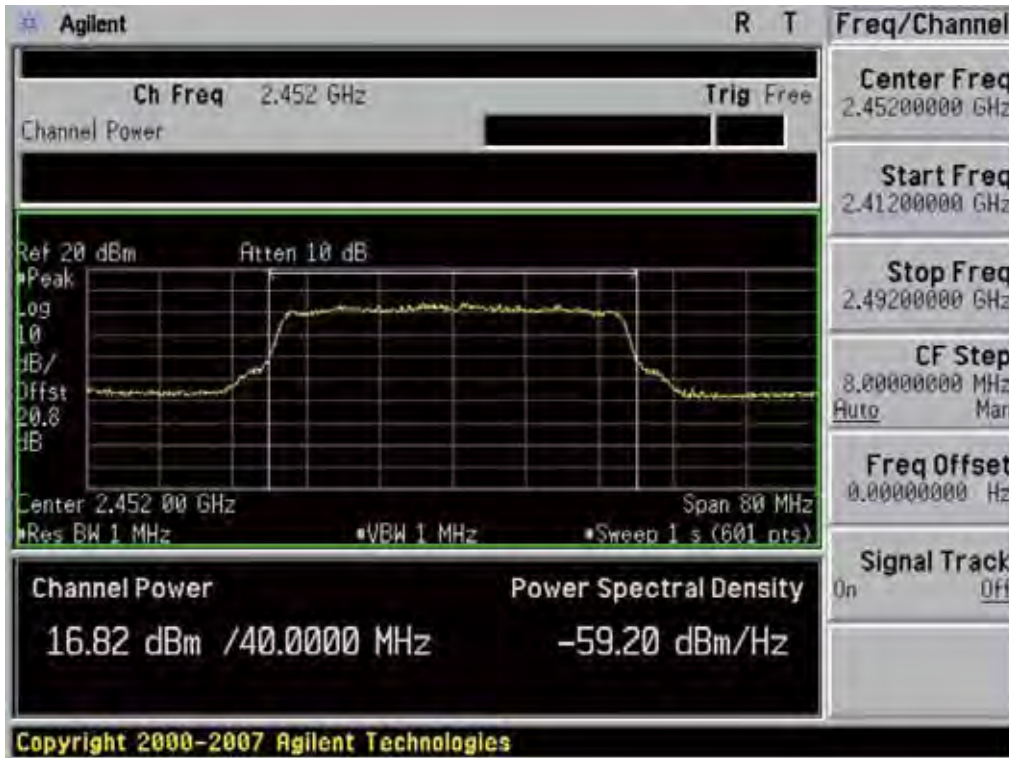 Agilent R T
Ch Freq 2.452 GHz Trig Free
Channel Power
Ref 20 dBm Atten 10 dB
Peak
Log
10
dB/
Offst
20.8
dB
Center 2.452 00 GHz Span 80 MHz
Res BW 1 MHz VBW 1 MHz Sweep 1 s (601 pts)
Channel Power Power Spectral Density
16.82 dBm /40.0000 MHz -59.20 dBm/Hz
Copyright 2000-2007 Agilent Technologies
Freq/Channel
Center Freq
2.45200000 GHz
Start Freq
2.41200000 GHz
Stop Freq
2.49200000 GHz
CF Step
8.00000000 MHz
Auto Man
Freq Offset
0.00000000 Hz
Signal Track
On Off